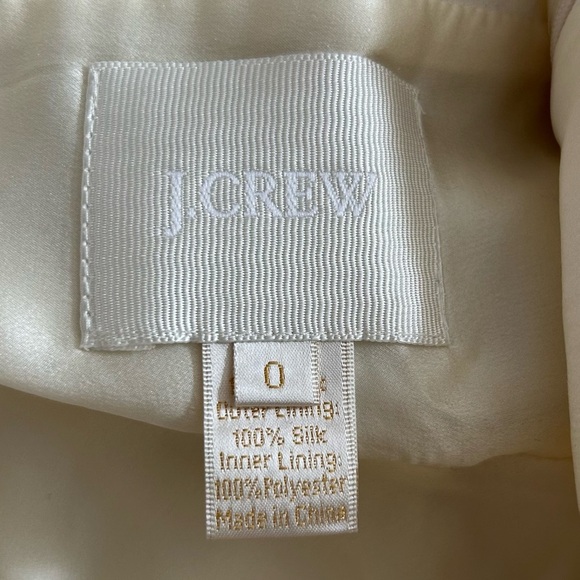 J.CREW
0
Outer Lining:
100% Silk
Inner Lining:
100% Polyester
Made in China